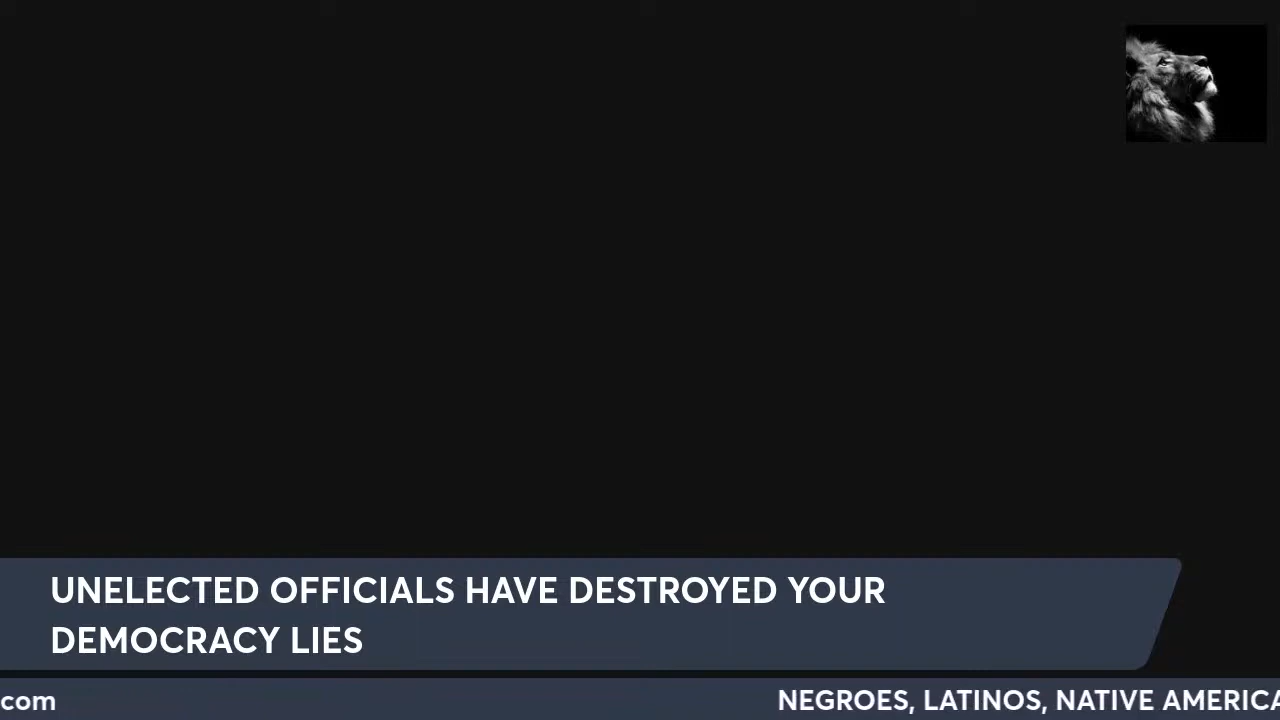 UNELECTED OFFICIALS HAVE DESTROYED YOUR
DEMOCRACY LIES
com NEGROES, LATINOS, NATIVE AMERICA